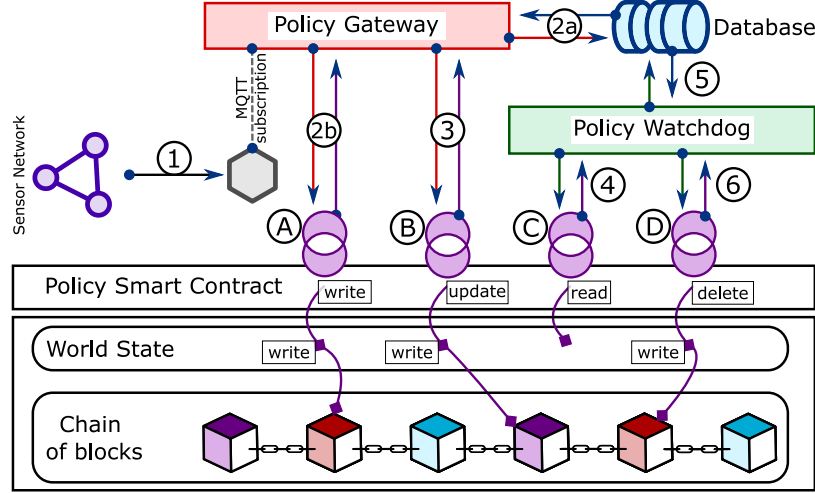 Policy Gateway
2a
Database
MQTT
subscription
2b
3
5
Policy Watchdog
Sensor Network
1
4
6
A
B
C
D
Policy Smart Contract
write
update
read
delete
World State
write
write
write
Chain
of blocks